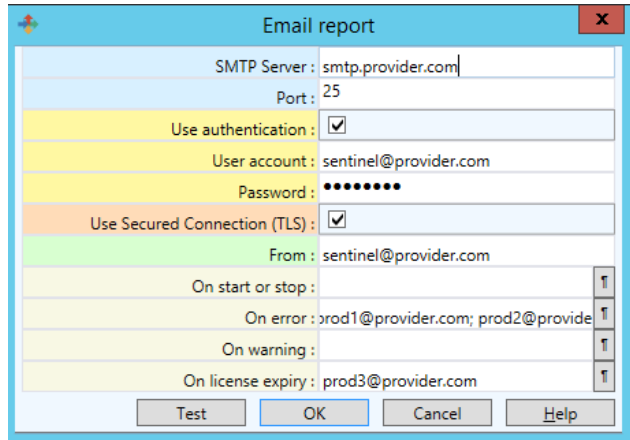 Email report
x
SMTP Server : smtp.provider.com
Port : 25
Use authentication :
User account : sentinel@provider.com
Password : ••••••••
Use Secured Connection (TLS) :
From : sentinel@provider.com
On start or stop : ¶
On error : prod1@provider.com; prod2@provide ¶
On warning : ¶
On license expiry : prod3@provider.com ¶
Test OK Cancel Help